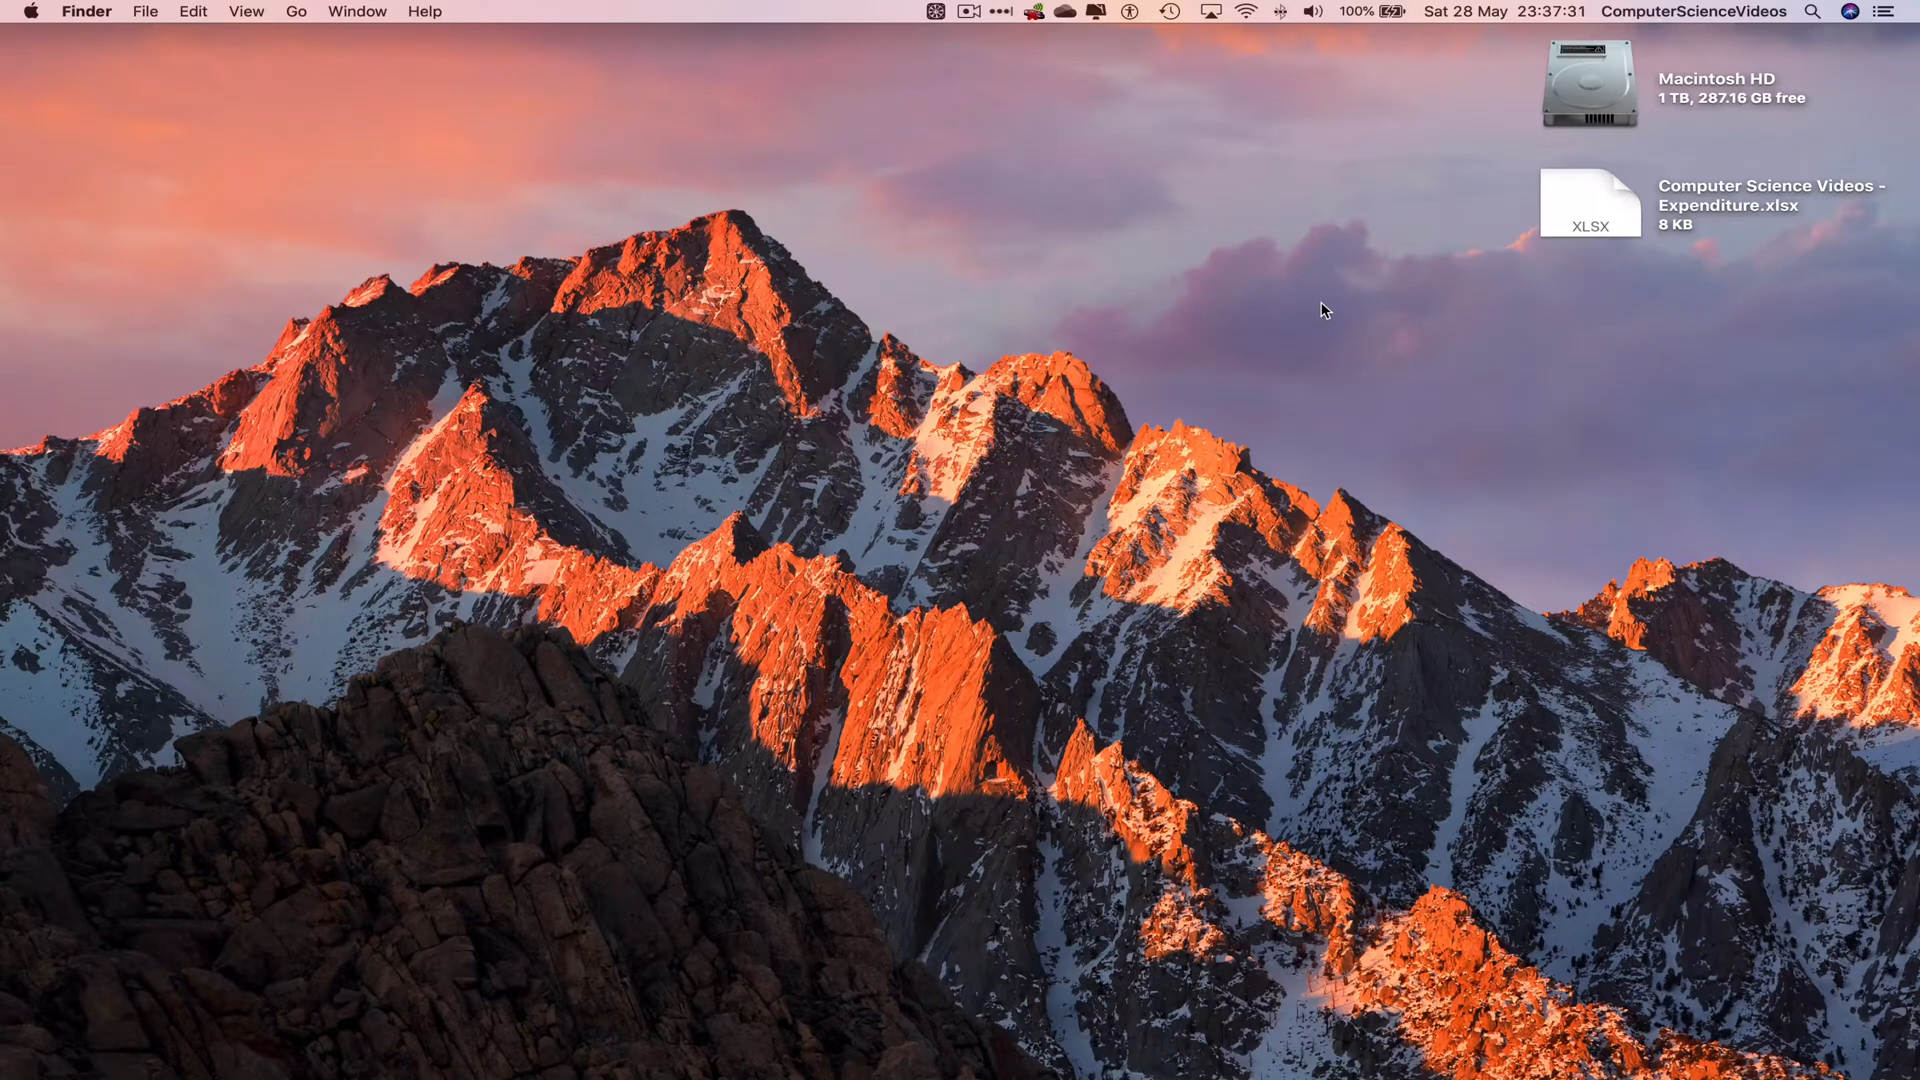 Finder File Edit View Go Window Help 100% Sat 28 May 23:37:31 ComputerScienceVideos
Macintosh HD
1 TB, 287.16 GB free
Computer Science Videos -
Expenditure.xlsx
8 KB
XLSX